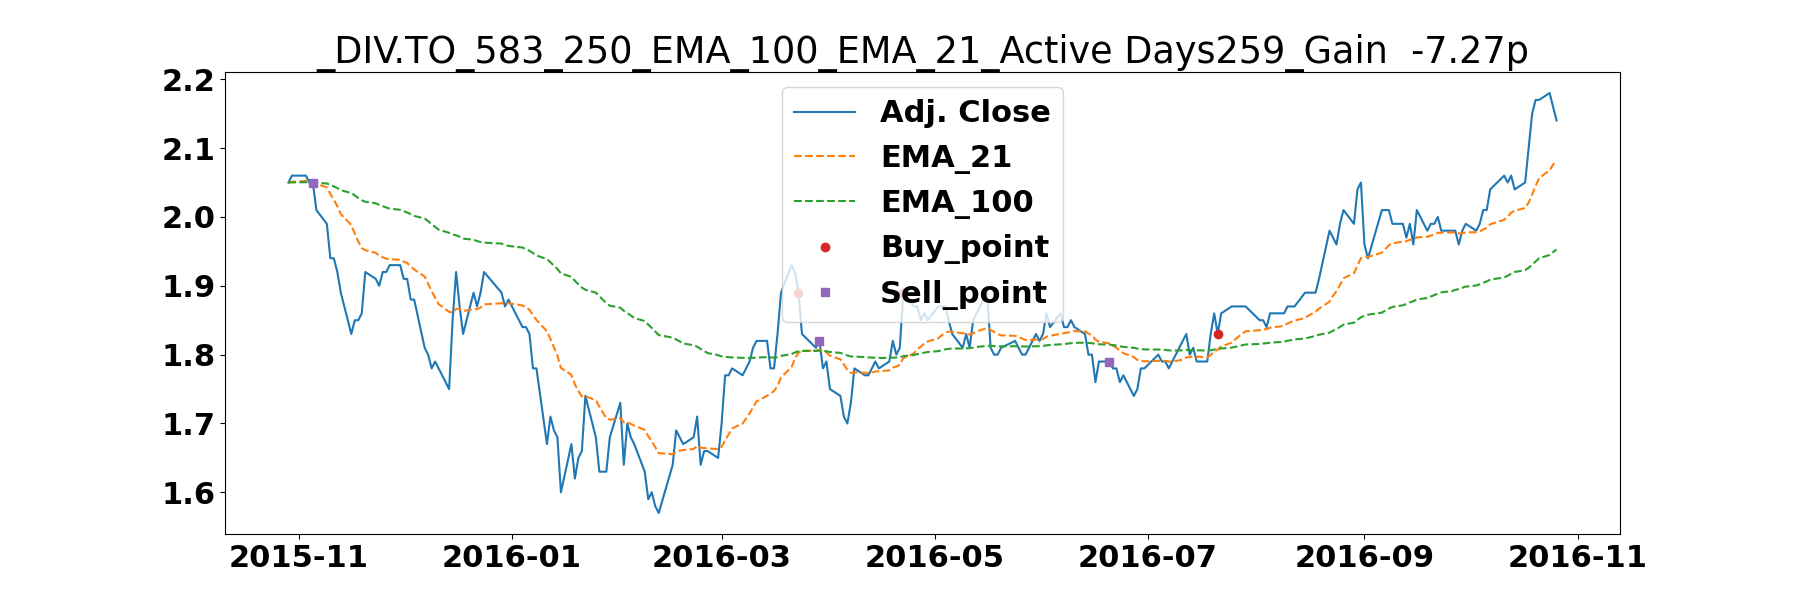 _DIV.TO_583_250_EMA_100_EMA_21_Active Days259_Gain  -7.27p
2.2
2.1
2.0
1.9
1.8
1.7
1.6
Adj. Close
EMA_21
EMA_100
Buy_point
Sell_point
2015-11 2016-01 2016-03 2016-05 2016-07 2016-09 2016-11